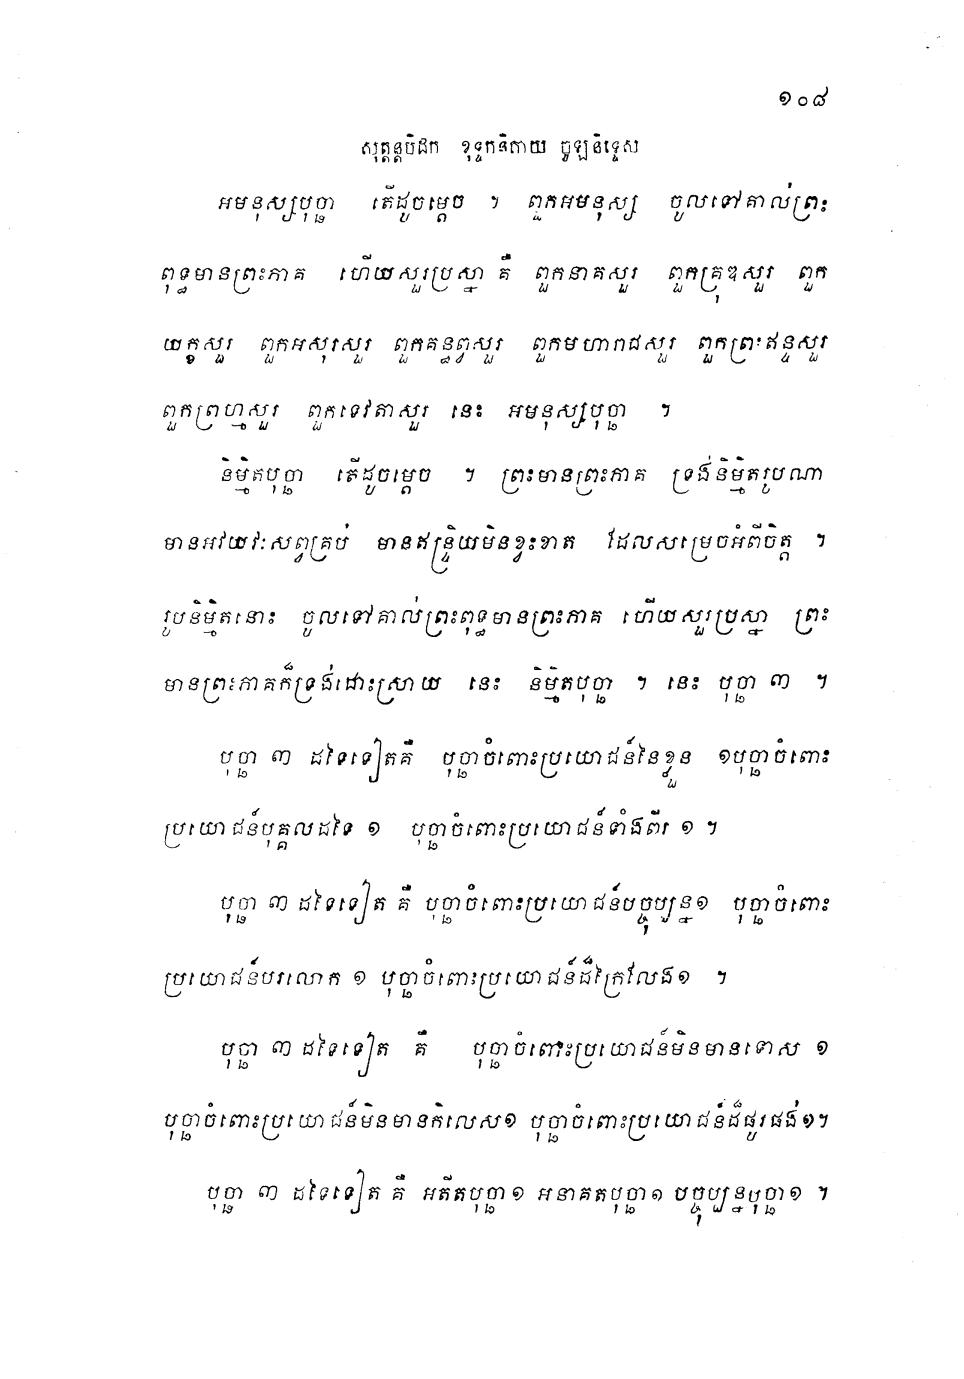 ១០៨
សុត្តន្តបិដក ខុទ្ទកនិកាយ ចូឡនិទ្ទេស
អមនុស្សបុច្ឆា តើដូចម្តេច ។ ពួកអមនុស្ស ចូលទៅគាល់ព្រះ
ពុទ្ធមានព្រះភាគ ហើយសួរប្រស្នា គឺ ពួកនាគសួរ ពួកគ្រុឌសួរ ពួក
យក្ខសួរ ពួកអសុរសួរ ពួកគន្ធព្វសួរ ពួកមហារាជសួរ ពួកព្រះឥន្ទសួរ
ពួកព្រហ្មសួរ ពួកទេវតាសួរ នេះ អមនុស្សបុច្ឆា ។
និម្មិតបុច្ឆា តើដូចម្តេច ។ ព្រះមានព្រះភាគ ទ្រង់និម្មិតរូបណា
មានអវយវៈសព្វគ្រប់ មានឥន្ទ្រិយមិនខ្វះខាត ដែលសម្រេចអំពីចិត្ត ។
រូបនិម្មិតនោះ ចូលទៅគាល់ព្រះពុទ្ធមានព្រះភាគ ហើយសួរប្រស្នា ព្រះ
មានព្រះភាគក៏ទ្រង់ដោះស្រាយ នេះ និម្មិតបុច្ឆា ។ នេះ បុច្ឆា ៣ ។
បុច្ឆា ៣ ដទៃទៀតគឺ បុច្ឆាចំពោះប្រយោជន៍នៃខ្លួន ១បុច្ឆាចំពោះ
ប្រយោជន៍បុគ្គលដទៃ ១ បុច្ឆាចំពោះប្រយោជន៍ទាំងពីរ ១ ។
បុច្ឆា ៣ ដទៃទៀត គឺ បុច្ឆាចំពោះប្រយោជន៍បច្ចុប្បន្ន១ បុច្ឆាចំពោះ
ប្រយោជន៍បរលោក ១ បុច្ឆាចំពោះប្រយោជន៍ដ៏ក្រៃលែង១ ។
បុច្ឆា ៣ ដទៃទៀត គឺ បុច្ឆាចំពោះប្រយោជន៍មិនមានទោស ១
បុច្ឆាចំពោះប្រយោជន៍មិនមានកិលេស១ បុច្ឆាចំពោះប្រយោជន៍ដ៏ផូរផង់១។
បុច្ឆា ៣ ដទៃទៀត គឺ អតីតបុច្ឆា១ អនាគតបុច្ឆា១ បច្ចុប្បន្នបុច្ឆា១ ។